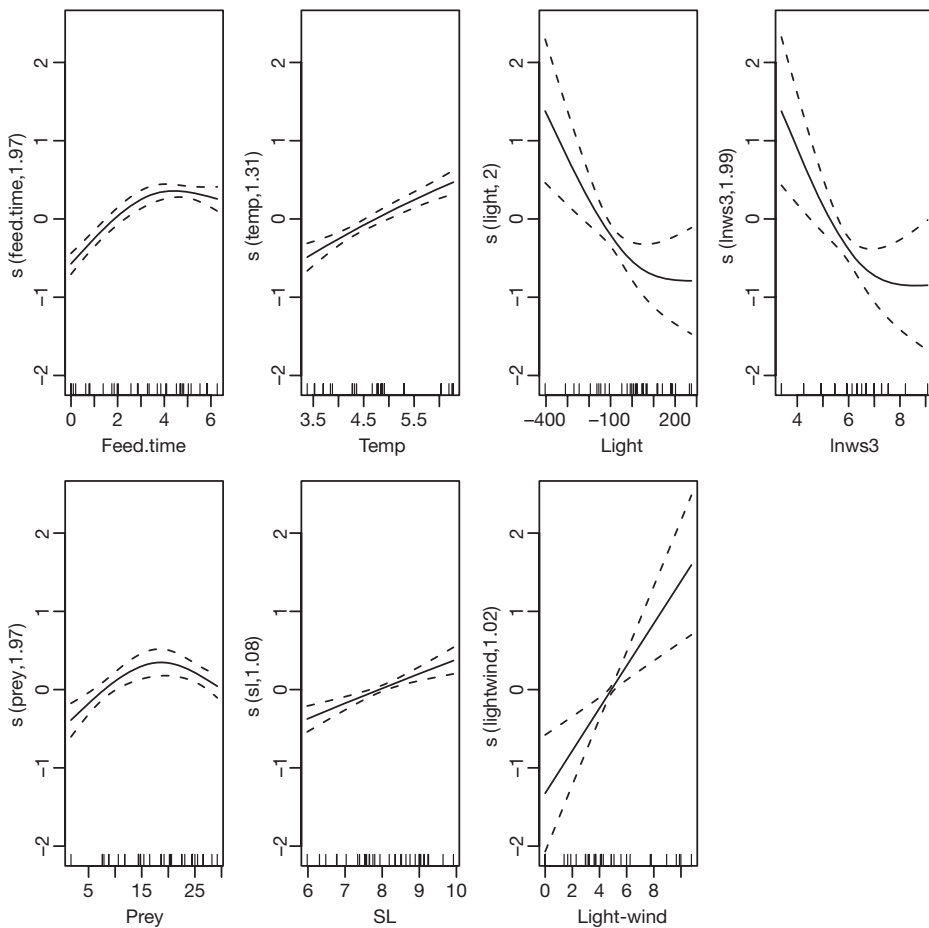 s (feed.time,1.97)
2
1
0
−1
−2
0 2 4 6
Feed.time
s (temp,1.31)
2
1
0
−1
−2
3.5 4.5 5.5
Temp
s (light, 2)
2
1
0
−1
−2
−400 −100 200
Light
s (lnws3,1.99)
2
1
0
−1
−2
4 6 8
lnws3
s (prey,1.97)
2
1
0
−1
−2
5 15 25
Prey
s (sl,1.08)
2
1
0
−1
−2
6 7 8 9 10
SL
s (lightwind,1.02)
2
1
0
−1
−2
0 2 4 6 8
Light-wind